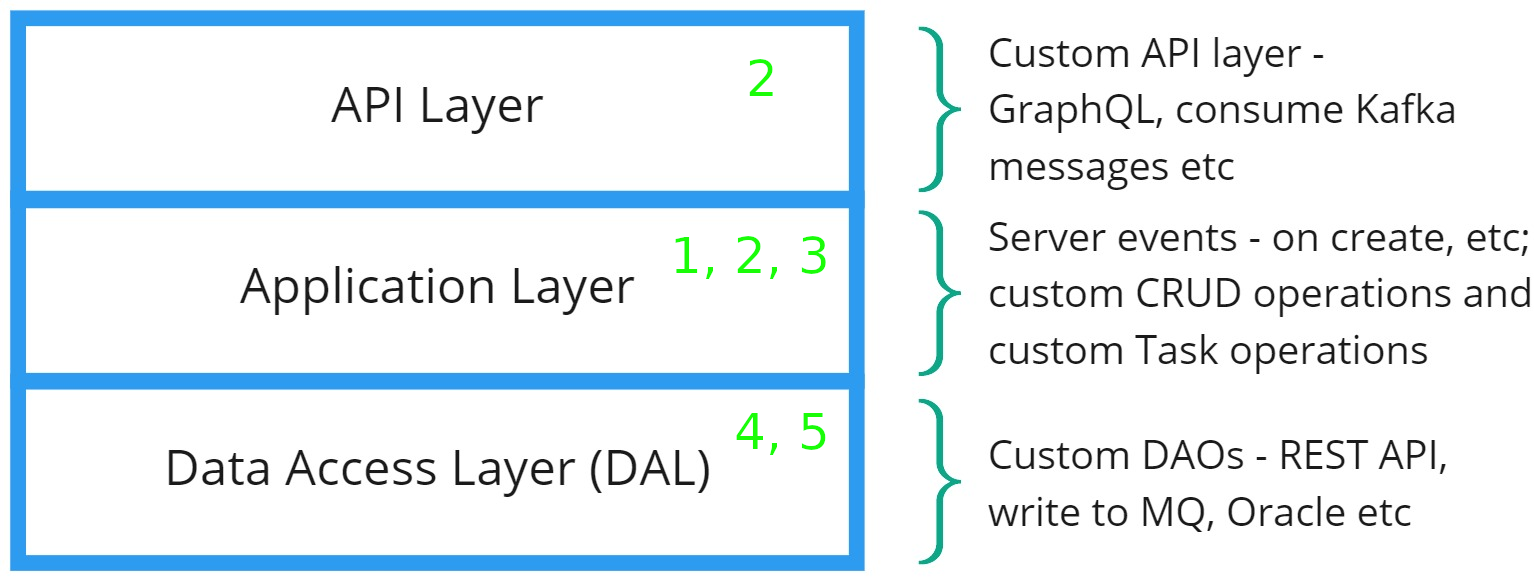 API Layer
2
Custom API layer -
GraphQL, consume Kafka
messages etc
Application Layer
1, 2, 3
Server events - on create, etc;
custom CRUD operations and
custom Task operations
Data Access Layer (DAL)
4, 5
Custom DAOs - REST API,
write to MQ, Oracle etc